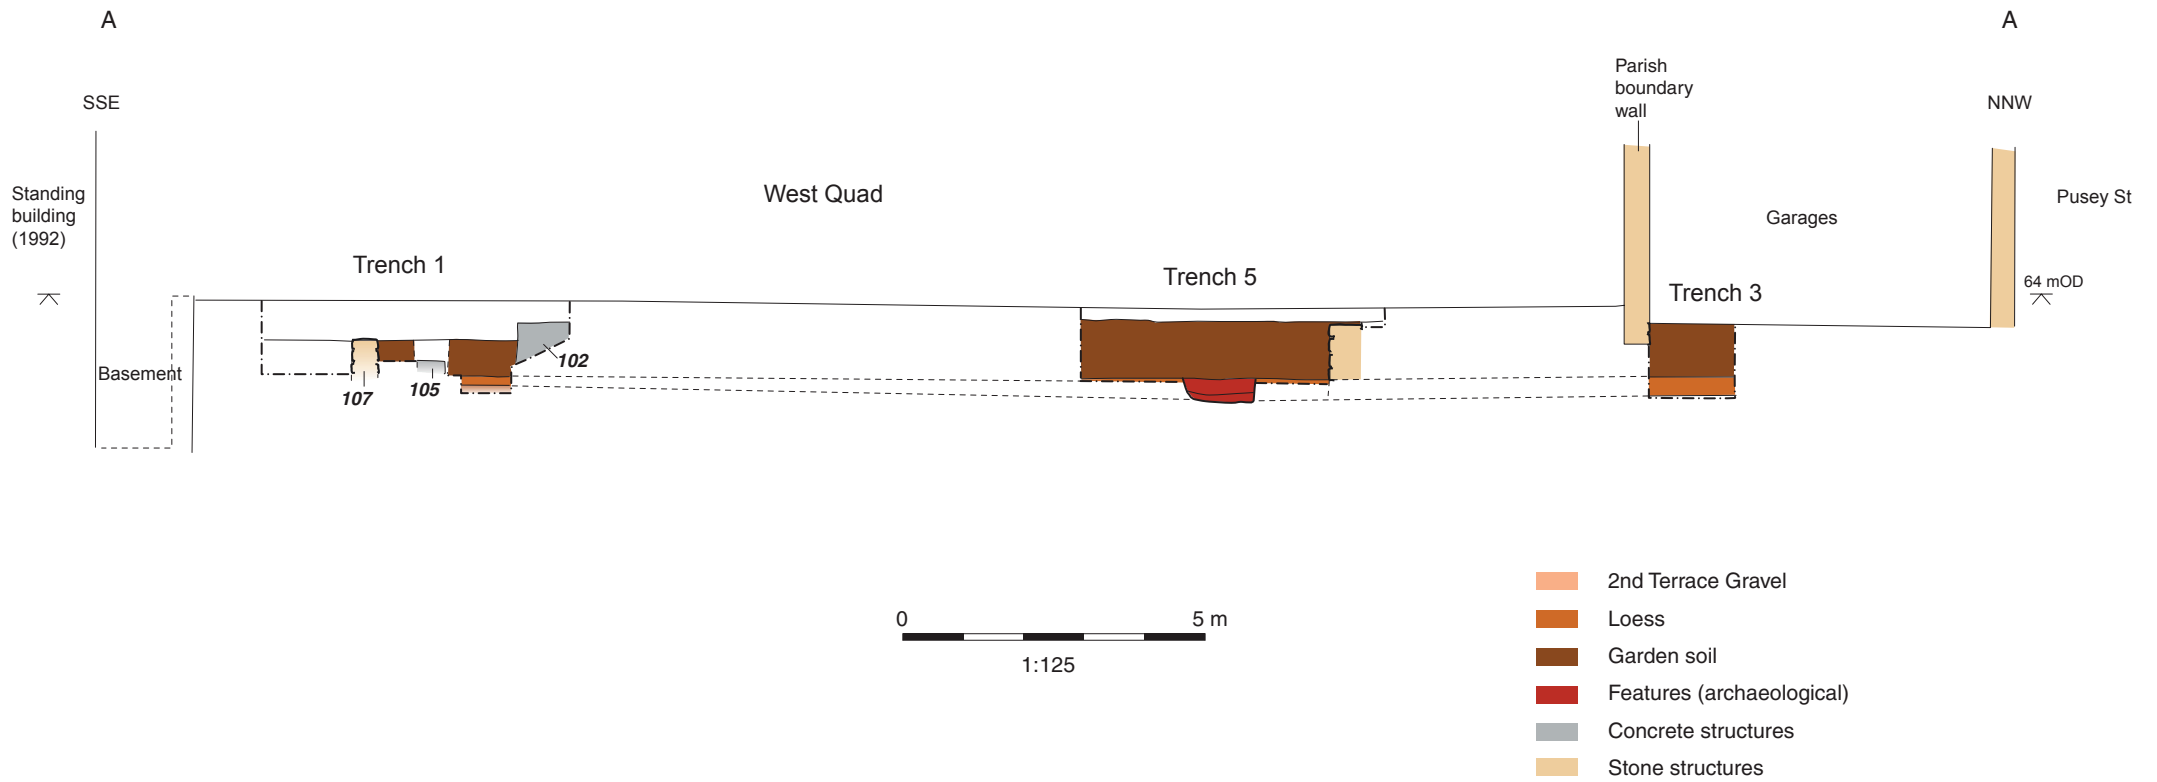 A
A
SSE
Parish
boundary
wall
NNW
Standing
building
(1992)
West Quad
Garages
Pusey St
Trench 1
Trench 5
Trench 3
64 mOD
Basement
107
105
102
0
5 m
1:125
2nd Terrace Gravel
Loess
Garden soil
Features (archaeological)
Concrete structures
Stone structures